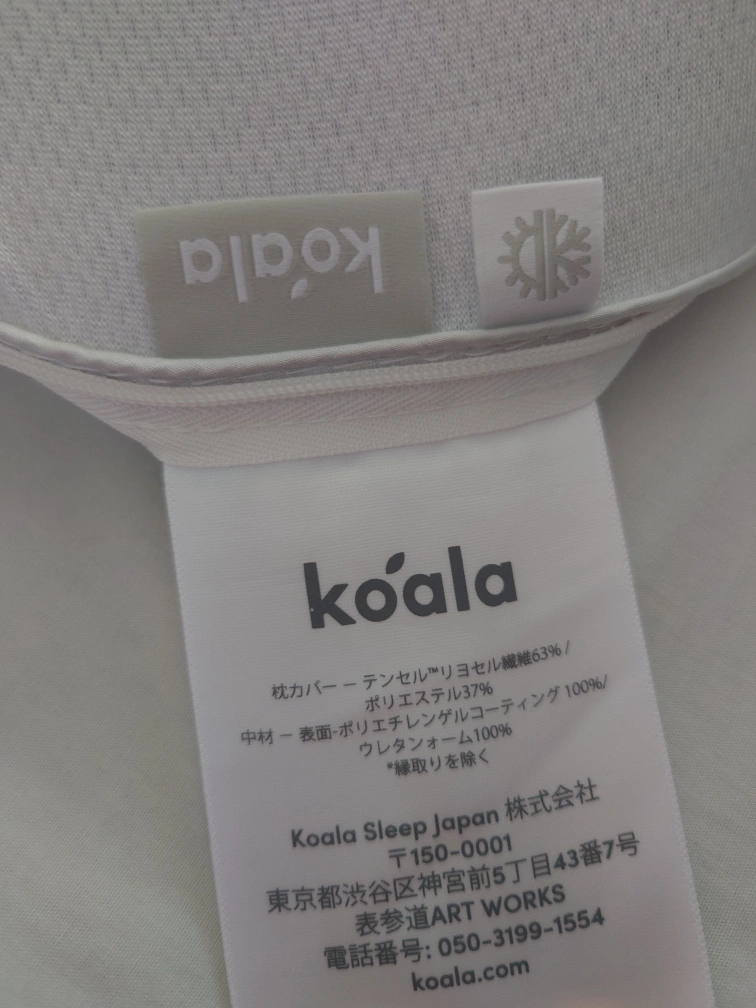 koala
koala
枕カバー － テンセル™リヨセル繊維63% /
ポリエステル37%
中材 － 表面-ポリエチレンゲルコーティング 100%/
ウレタンォーム100%
*縁取りを除く
Koala Sleep Japan 株式会社
〒150-0001
東京都渋谷区神宮前5丁目43番7号
表参道ART WORKS
電話番号: 050-3199-1554
koala.com